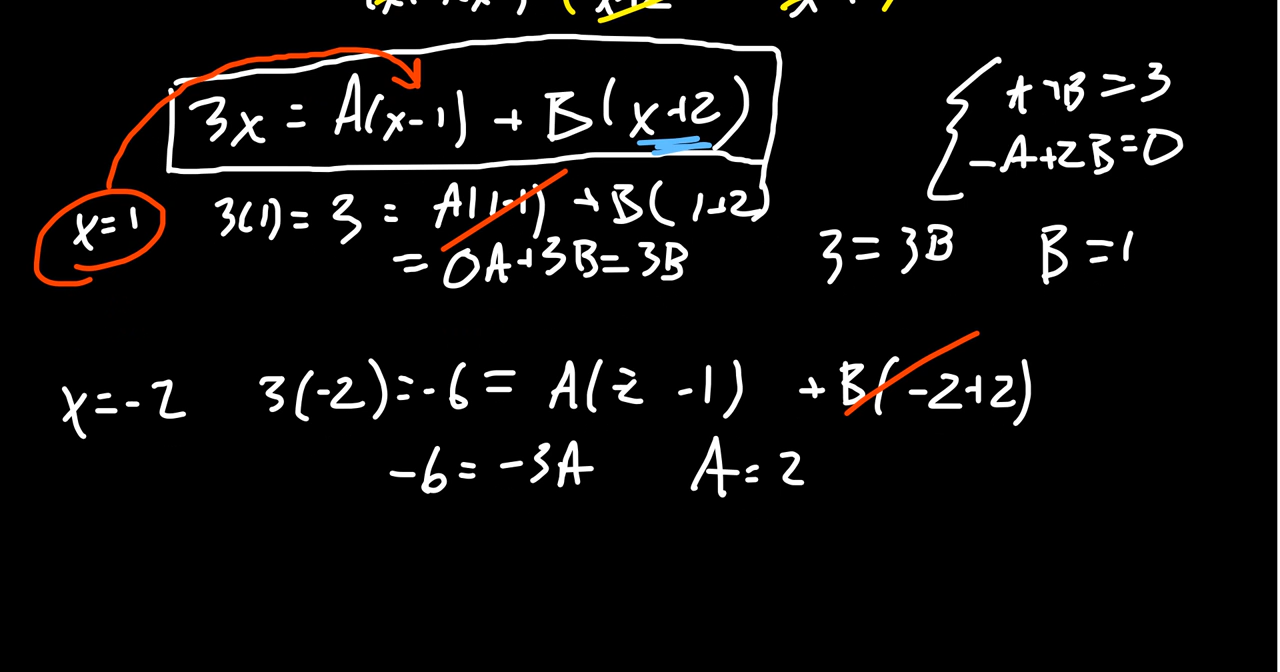 3x = A(x-1) + B(x+2)
A+B=3
-A+2B=0
x=1
3(1) = 3 = A(1-1) +B(1+2)
= 0A+3B=3B
3=3B B=1
x=-2 3(-2)=-6= A(-2 -1) +B(-2+2)
-6=-3A A=2